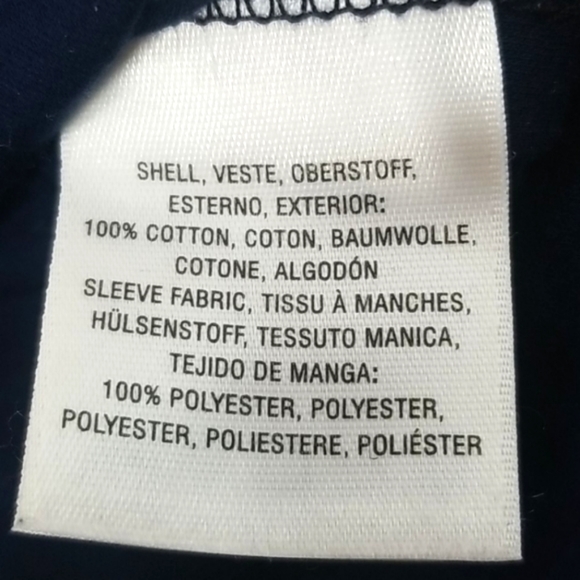 SHELL, VESTE, OBERSTOFF,
ESTERNO, EXTERIOR:
100% COTTON, COTON, BAUMWOLLE,
COTONE, ALGODÓN
SLEEVE FABRIC, TISSU À MANCHES,
HÜLSENSTOFF, TESSUTO MANICA,
TEJIDO DE MANGA:
100% POLYESTER, POLYESTER,
POLYESTER, POLIESTERE, POLIÉSTER